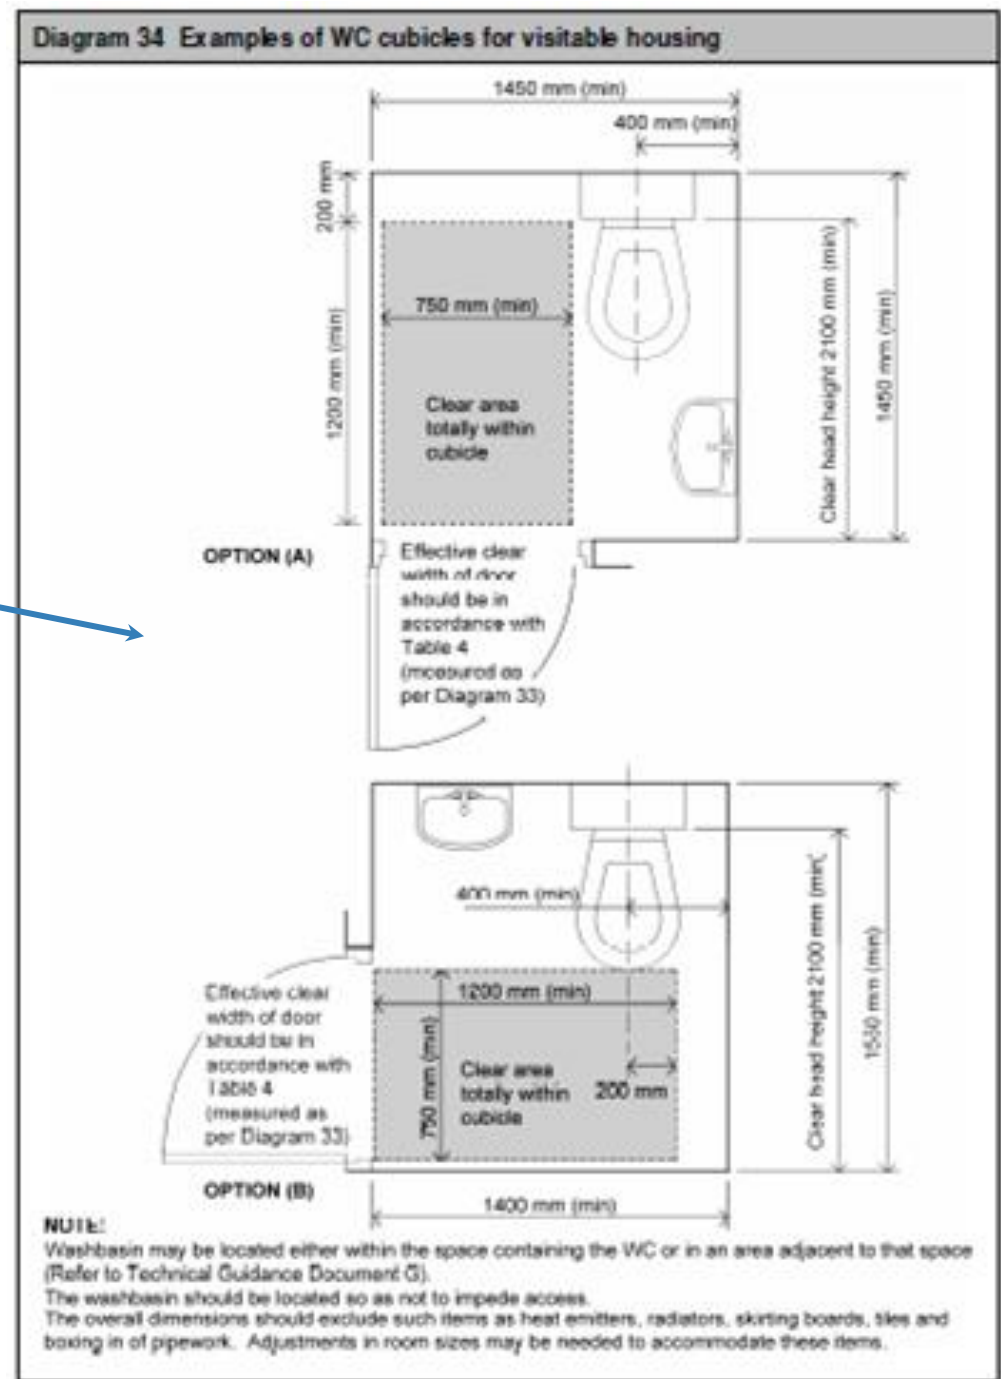 Diagram 34 Examples of WC cubicles for visitable housing
1450 mm (min)
400 mm (min)
200 mm
1200 mm (min)
750 mm (min)
Clear area
totally within
cubicle
Clear head height 2100 mm (min)
1450 mm (min)
OPTION (A)
Effective clear
width of door
should be in
accordance with
Table 4
(measured as
per Diagram 33)
400 mm (min)
1200 mm (min)
750 mm (min)
Clear area
totally within
cubicle
200 mm
Clear head height 2100 mm (min)
mm (min)
Effective clear
width of door
should be in
accordance with
Table 4
(measured as
per Diagram 33)
OPTION (B)
1400 mm (min)
NOTE:
Washbasin may be located either within the space containing the WC or in an area adjacent to that space
(Refer to Technical Guidance Document G).
The washbasin should be located so as not to impede access.
The overall dimensions should exclude such items as heat emitters, radiators, skirting boards, tiles and
boxing in of pipework. Adjustments in room sizes may be needed to accommodate these items.